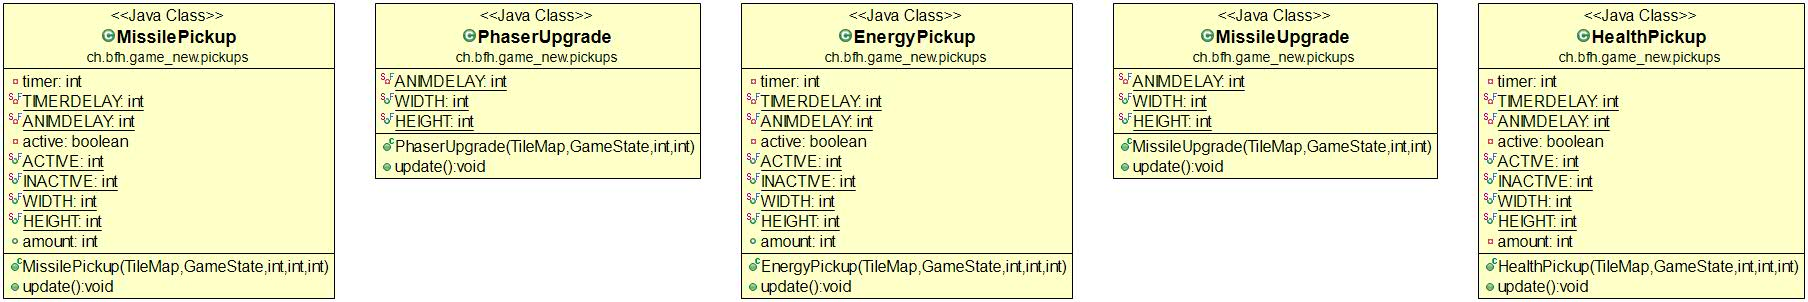 <<Java Class>>
MissilePickup
ch.bfh.game_new.pickups
timer: int
TIMERDELAY: int
ANIMDELAY: int
active: boolean
ACTIVE: int
INACTIVE: int
WIDTH: int
HEIGHT: int
amount: int
MissilePickup(TileMap,GameState,int,int,int)
update():void
<<Java Class>>
PhaserUpgrade
ch.bfh.game_new.pickups
ANIMDELAY: int
WIDTH: int
HEIGHT: int
PhaserUpgrade(TileMap,GameState,int,int)
update():void
<<Java Class>>
EnergyPickup
ch.bfh.game_new.pickups
timer: int
TIMERDELAY: int
ANIMDELAY: int
active: boolean
ACTIVE: int
INACTIVE: int
WIDTH: int
HEIGHT: int
amount: int
EnergyPickup(TileMap,GameState,int,int,int)
update():void
<<Java Class>>
MissileUpgrade
ch.bfh.game_new.pickups
ANIMDELAY: int
WIDTH: int
HEIGHT: int
MissileUpgrade(TileMap,GameState,int,int)
update():void
<<Java Class>>
HealthPickup
ch.bfh.game_new.pickups
timer: int
TIMERDELAY: int
ANIMDELAY: int
active: boolean
ACTIVE: int
INACTIVE: int
WIDTH: int
HEIGHT: int
amount: int
HealthPickup(TileMap,GameState,int,int,int)
update():void